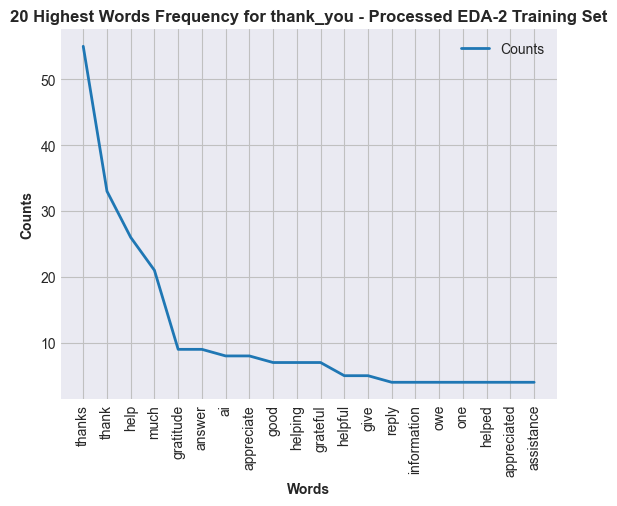 20 Highest Words Frequency for thank_you - Processed EDA-2 Training Set
Counts
50
40
30
20
10
Counts
thanks
thank
help
much
gratitude
answer
ai
appreciate
good
helping
grateful
helpful
give
reply
information
owe
one
helped
appreciated
assistance
Words